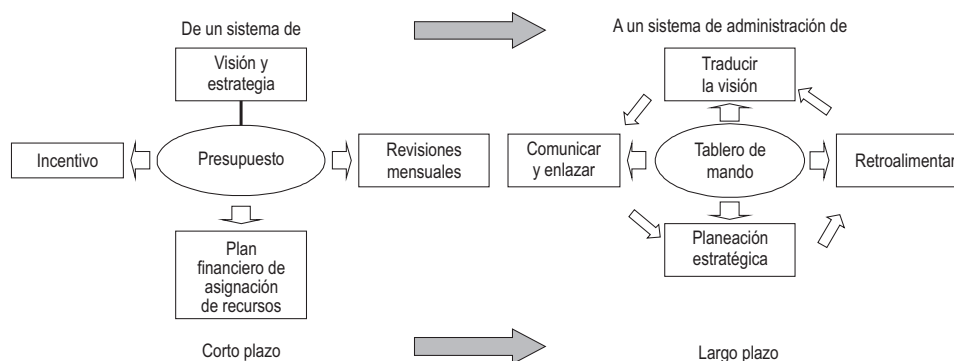 De un sistema de
A un sistema de administración de
Visión y
estrategia
Incentivo
Presupuesto
Revisiones
mensuales
Plan
financiero de
asignación
de recursos
Traducir
la visión
Comunicar
y enlazar
Tablero de
mando
Retroalimentar
Planeación
estratégica
Corto plazo
Largo plazo